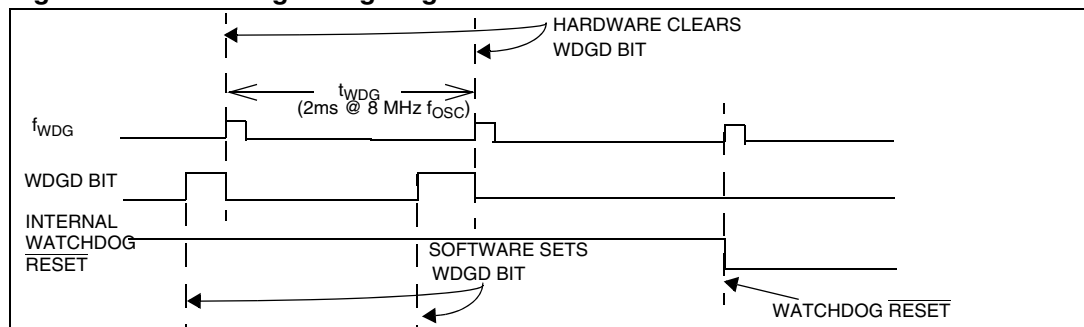 HARDWARE CLEARS
WDGD BIT
tWDG
(2ms @ 8 MHz fOSC)
fWDG
WDGD BIT
INTERNAL
WATCHDOG
RESET
SOFTWARE SETS
WDGD BIT
WATCHDOG RESET